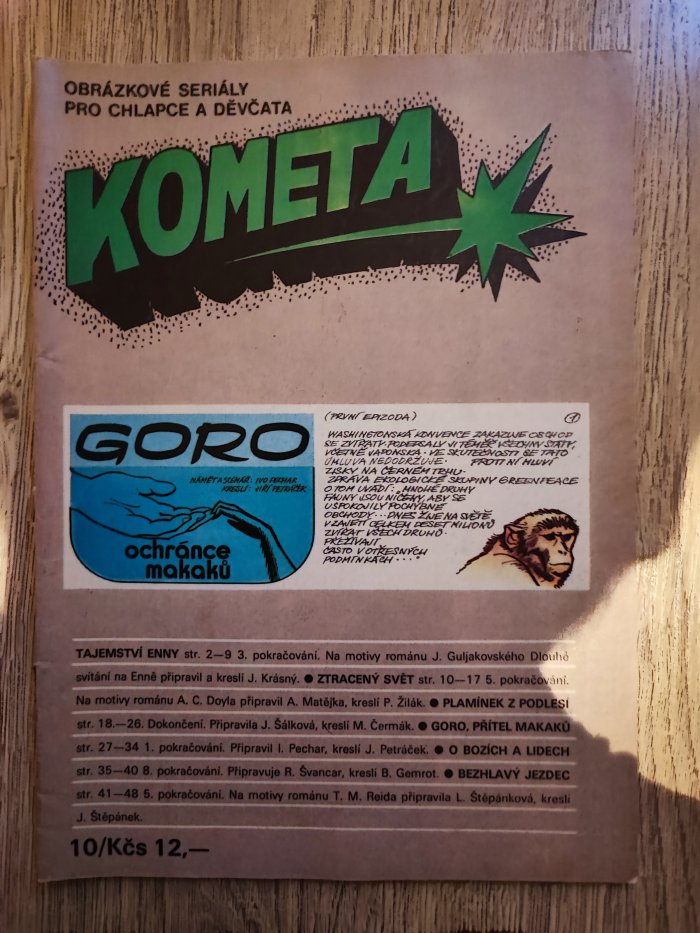 OBRÁZKOVÉ SERIÁLY
PRO CHLAPCE A DĚVČATA
KOMETA
GORO
NÁMĚT A SCÉNÁŘ: IVO PECHAR
KRESLÍ: JIŘÍ PETRÁČEK
ochránce
makaků
(PRVNÍ EPIZODA) 1
WASHINGTONSKÁ KONVENCE ZAKAZUJE OBCHOD
SE ZVÍŘATY. PODEPSALY JI TÉMĚŘ VŠECHNY STÁTY,
VČETNĚ JAPONSKA. VE SKUTEČNOSTI SE TATO
ÚMLUVA NEDODRŽUJE. PROTI NÍ MLUVÍ
ZISKY NA ČERNÉM TRHU.
ZPRÁVA EKOLOGICKÉ SKUPINY GREENPEACE
O TOM UVÁDÍ: „MNOHÉ DRUHY
FAUNY JSOU NIČENY, ABY SE
USPOKOJILY POCHYBNÉ
OBCHODY... DNES ŽIJE NA SVĚTĚ
V ZAJETÍ CELKEM DESET MILIONŮ
ZVÍŘAT VŠECH DRUHŮ.
PŘEŽÍVAJÍ
ČASTO V OTŘESNÝCH
PODMÍNKÁCH..."
TAJEMSTVÍ ENNY str. 2—9 3. pokračování. Na motivy románu J. Guljakovského Dlouhé
svítání na Enně připravil a kreslí J. Krásný. ● ZTRACENÝ SVĚT str. 10—17 5. pokračování.
Na motivy románu A. C. Doyla připravil A. Matějka, kreslí P. Žilák. ● PLAMÍNEK Z PODLESÍ
str. 18.—26. Dokončení. Připravila J. Šálková, kreslí M. Čermák. ● GORO, PŘÍTEL MAKAKŮ
str. 27—34 1. pokračování. Připravil I. Pechar, kreslí J. Petráček. ● O BOZÍCH A LIDECH
str. 35—40 8. pokračování. Připravuje R. Švancar, kreslí B. Gemrot. ● BEZHLAVÝ JEZDEC
str. 41—48 5. pokračování. Na motivy románu T. M. Reida připravila L. Štěpánková, kreslí
J. Štěpánek.
10/Kčs 12,—